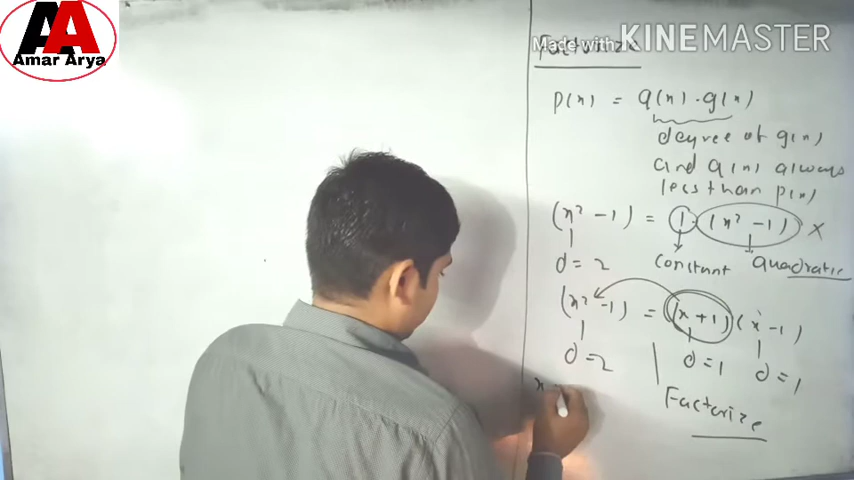 AA
Amar Arya
Made with KINEMASTER
p(x) = q(x) · g(x)
degree of g(x)
and q(x) always
less than p(x)
(x² - 1) = 1 · (x² - 1) ×
d = 2 constant Quadratic
(x² - 1) = (x + 1) (x - 1)
d = 2 d = 1 d = 1
Factorize
x